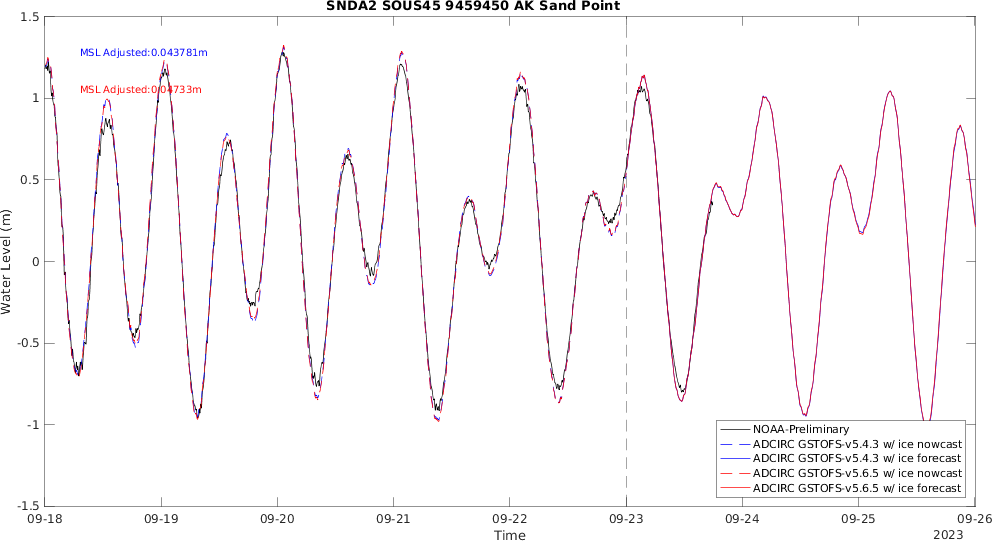 SNDA2 SOUS45 9459450 AK Sand Point
1.5
MSL Adjusted:0.043781m
MSL Adjusted:0.04733m
1
0.5
0
-0.5
-1
-1.5
Water Level (m)
NOAA-Preliminary
ADCIRC GSTOFS-v5.4.3 w/ ice nowcast
ADCIRC GSTOFS-v5.4.3 w/ ice forecast
ADCIRC GSTOFS-v5.6.5 w/ ice nowcast
ADCIRC GSTOFS-v5.6.5 w/ ice forecast
09-18 09-19 09-20 09-21 09-22 09-23 09-24 09-25 09-26
Time
2023